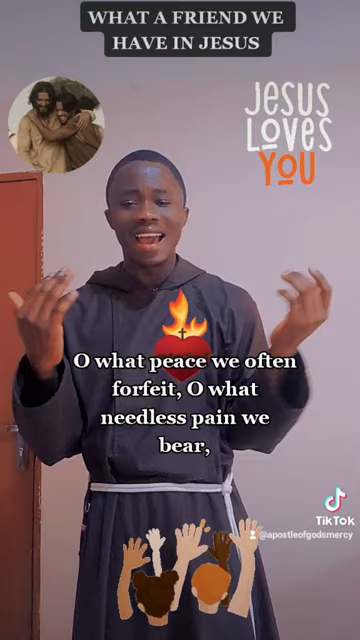 WHAT A FRIEND WE
HAVE IN JESUS
JESUS
LOVES
YOU
O what peace we often
forfeit, O what
needless pain we
bear,
TikTok
@apostleofgodsmercy